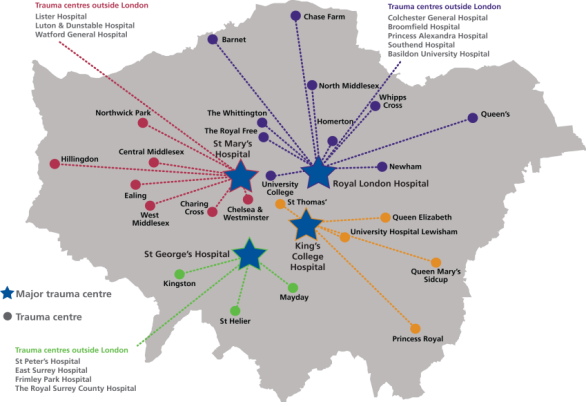 Trauma centres outside London
Lister Hospital
Luton & Dunstable Hospital
Watford General Hospital
Trauma centres outside London
Colchester General Hospital
Broomfield Hospital
Princess Alexandra Hospital
Southend Hospital
Basildon University Hospital
Chase Farm
Barnet
North Middlesex
Whipps
Cross
Northwick Park
The Whittington
Homerton
Queen's
The Royal Free
St Mary's
Hospital
Central Middlesex
Hillingdon
Newham
University
College
Royal London Hospital
Ealing
Charing
Cross
Chelsea &
Westminster
St Thomas'
West
Middlesex
Queen Elizabeth
University Hospital Lewisham
King's
College
Hospital
St George's Hospital
Queen Mary's
Sidcup
Kingston
Mayday
Major trauma centre
Trauma centre
St Helier
Princess Royal
Trauma centres outside London
St Peter's Hospital
East Surrey Hospital
Frimley Park Hospital
The Royal Surrey County Hospital